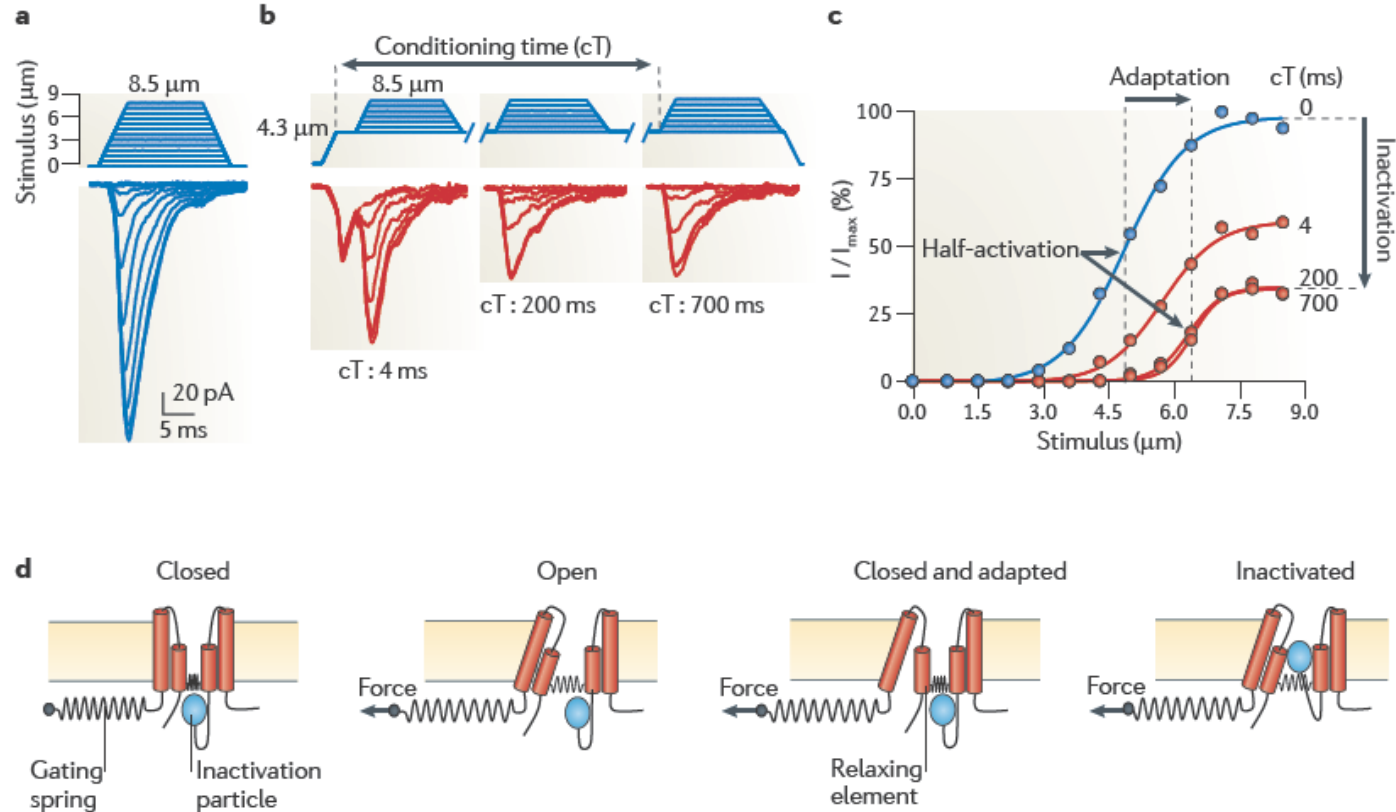 a
8.5 µm
Stimulus (µm)
9
6
3
0
20 pA
5 ms
b
Conditioning time (cT)
8.5 µm
4.3 µm
cT : 4 ms
cT : 200 ms
cT : 700 ms
c
Adaptation
cT (ms)
0
4
200
700
Inactivation
Half-activation
I / Imax (%)
100
75
50
25
0
0.0 1.5 3.0 4.5 6.0 7.5 9.0
Stimulus (µm)
d
Closed
Gating
spring
Inactivation
particle
Open
Force
Closed and adapted
Force
Relaxing
element
Inactivated
Force